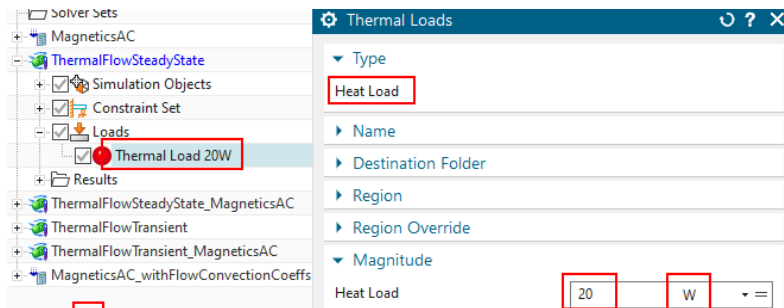 Solver Sets
MagneticsAC
ThermalFlowSteadyState
Simulation Objects
Constraint Set
Loads
Thermal Load 20W
Results
ThermalFlowSteadyState_MagneticsAC
ThermalFlowTransient
ThermalFlowTransient_MagneticsAC
MagneticsAC_withFlowConvectionCoeffs
Thermal Loads
Type
Heat Load
Name
Destination Folder
Region
Region Override
Magnitude
Heat Load 20 W